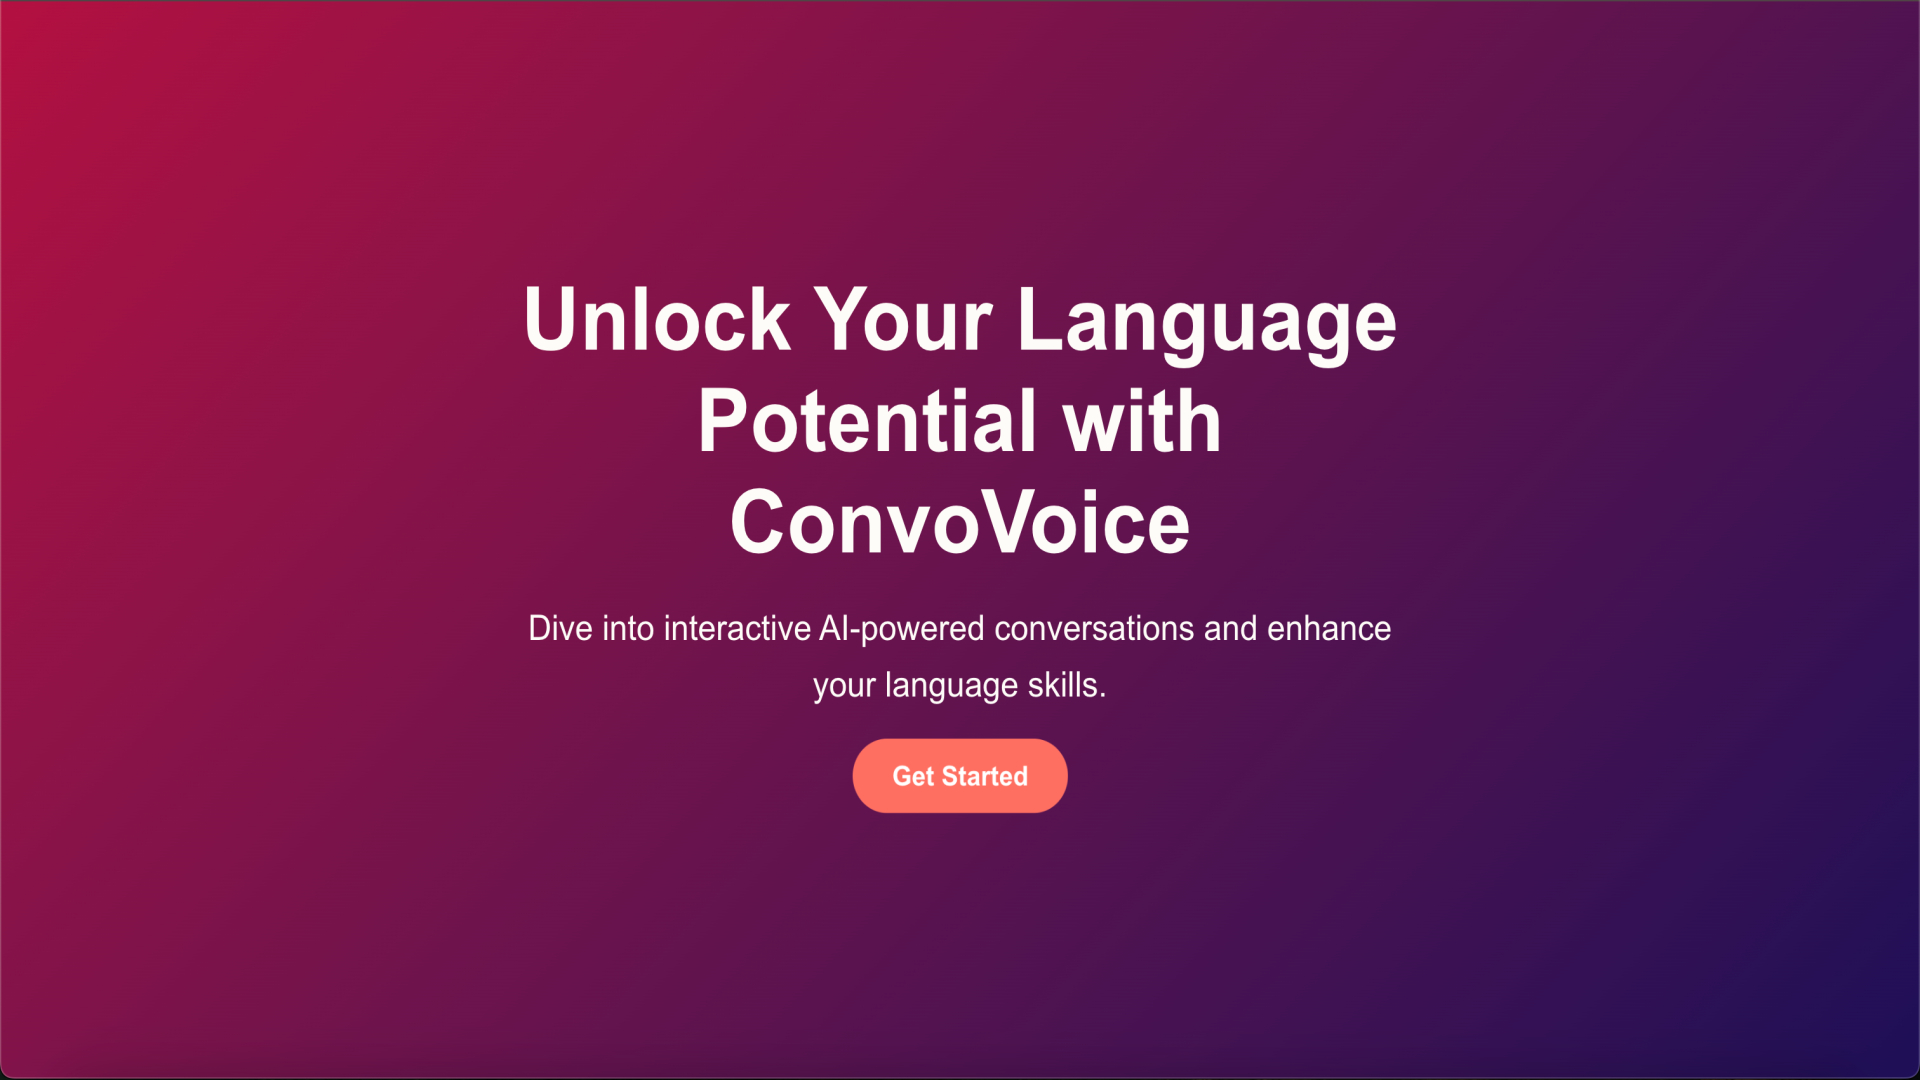 Unlock Your Language
Potential with
ConvoVoice
Dive into interactive AI-powered conversations and enhance
your language skills.
Get Started